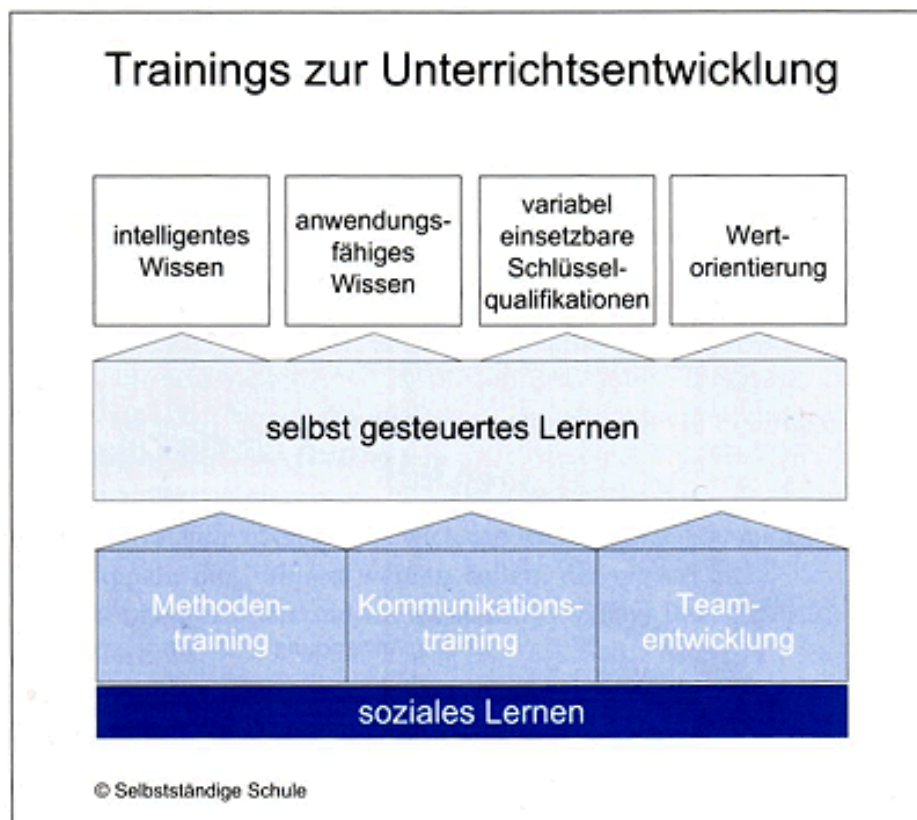 Trainings zur Unterrichtsentwicklung
intelligentes
Wissen
anwendungs-
fähiges
Wissen
variabel
einsetzbare
Schlüssel-
qualifikationen
Wert-
orientierung
selbst gesteuertes Lernen
Methoden-
training
Kommunikations-
training
Team-
entwicklung
soziales Lernen
© Selbstständige Schule